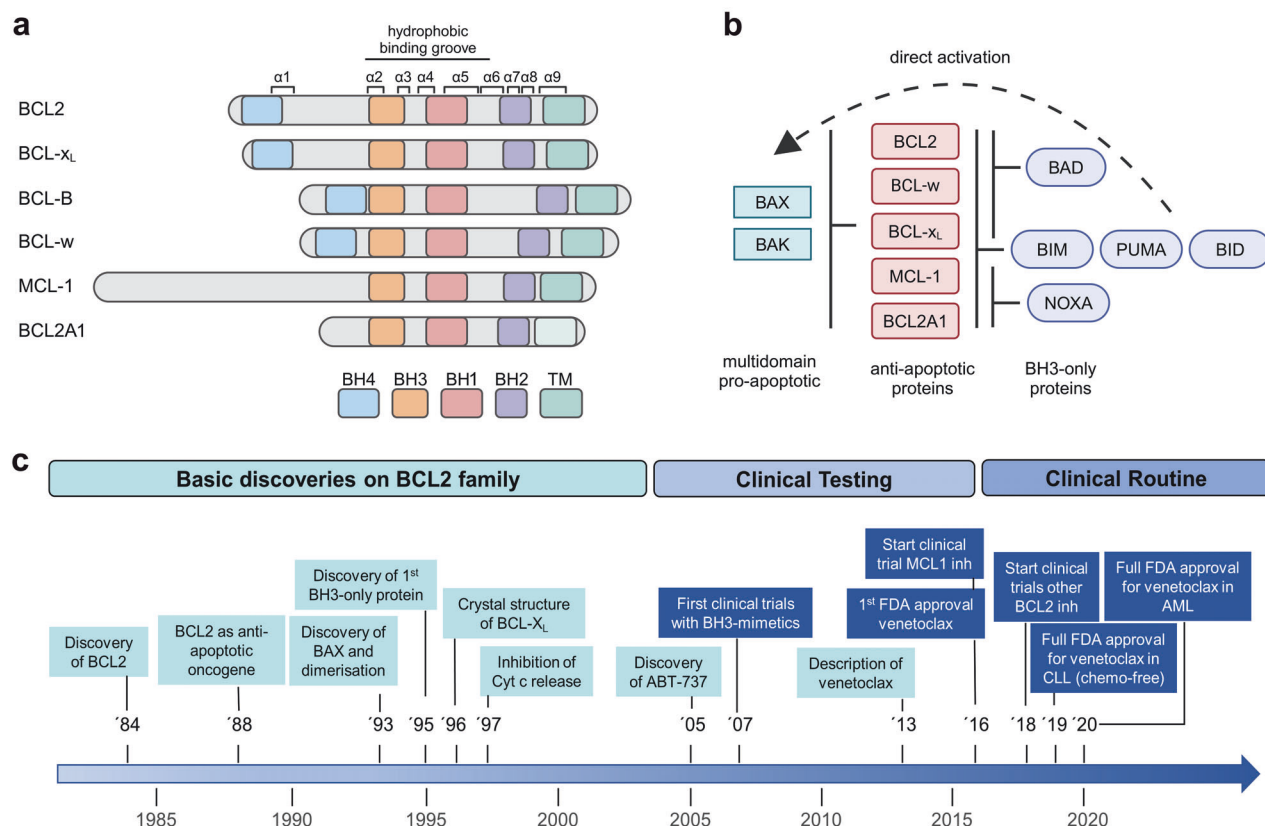 a
hydrophobic
binding groove
α1 α2 α3 α4 α5 α6 α7 α8 α9
BCL2
BCL-xL
BCL-B
BCL-w
MCL-1
BCL2A1
BH4 BH3 BH1 BH2 TM
b
direct activation
BCL2
BCL-w
BCL-xL
MCL-1
BCL2A1
BAX
BAK
BAD
BIM PUMA BID
NOXA
multidomain
pro-apoptotic
anti-apoptotic
proteins
BH3-only
proteins
c
Basic discoveries on BCL2 family
Clinical Testing
Clinical Routine
Discovery
of BCL2
BCL2 as anti-
apoptotic
oncogene
Discovery of 1st
BH3-only protein
Discovery of
BAX and
dimerisation
Crystal structure
of BCL-XL
Inhibition of
Cyt c release
Discovery
of ABT-737
First clinical trials
with BH3-mimetics
Description of
venetoclax
Start clinical
trial MCL1 inh
1st FDA approval
venetoclax
Start clinical
trials other
BCL2 inh
Full FDA approval
for venetoclax in
CLL (chemo-free)
Full FDA approval
for venetoclax in
AML
´84 ´88 ´93 ´95 ´96 ´97 ´05 ´07 ´13 ´16 ´18 ´19 ´20
1985 1990 1995 2000 2005 2010 2015 2020